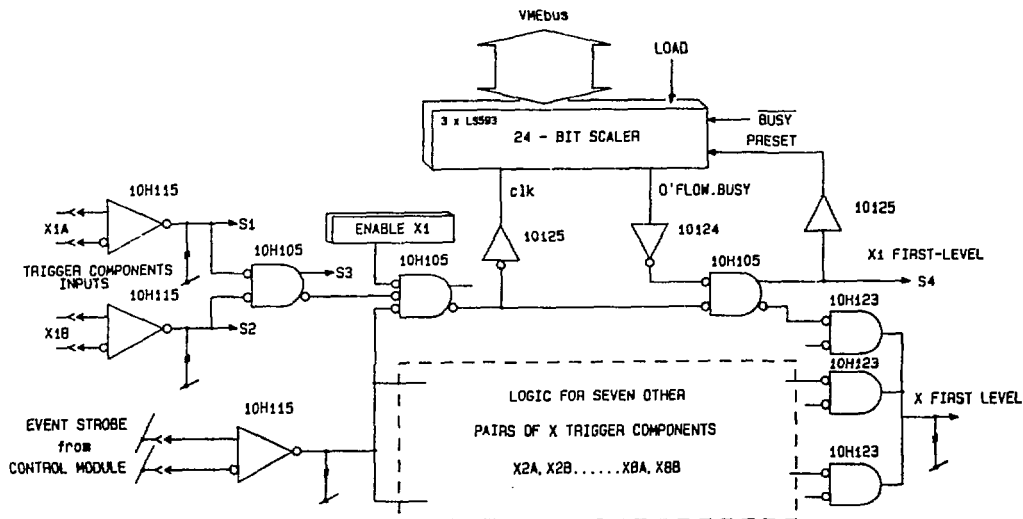 VMEbus
LOAD
3 x LS593
24 - BIT SCALER
BUSY
PRESET
clk
O'FLOW.BUSY
10H115
X1A
S1
TRIGGER COMPONENTS
INPUTS
10H105
S3
ENABLE X1
10H105
10125
10124
10H105
10125
X1 FIRST-LEVEL
S4
10H115
X1B
S2
10H123
10H123
X FIRST LEVEL
10H123
EVENT STROBE
from
CONTROL MODULE
10H115
LOGIC FOR SEVEN OTHER
PAIRS OF X TRIGGER COMPONENTS
X2A, X2B......X8A, X8B